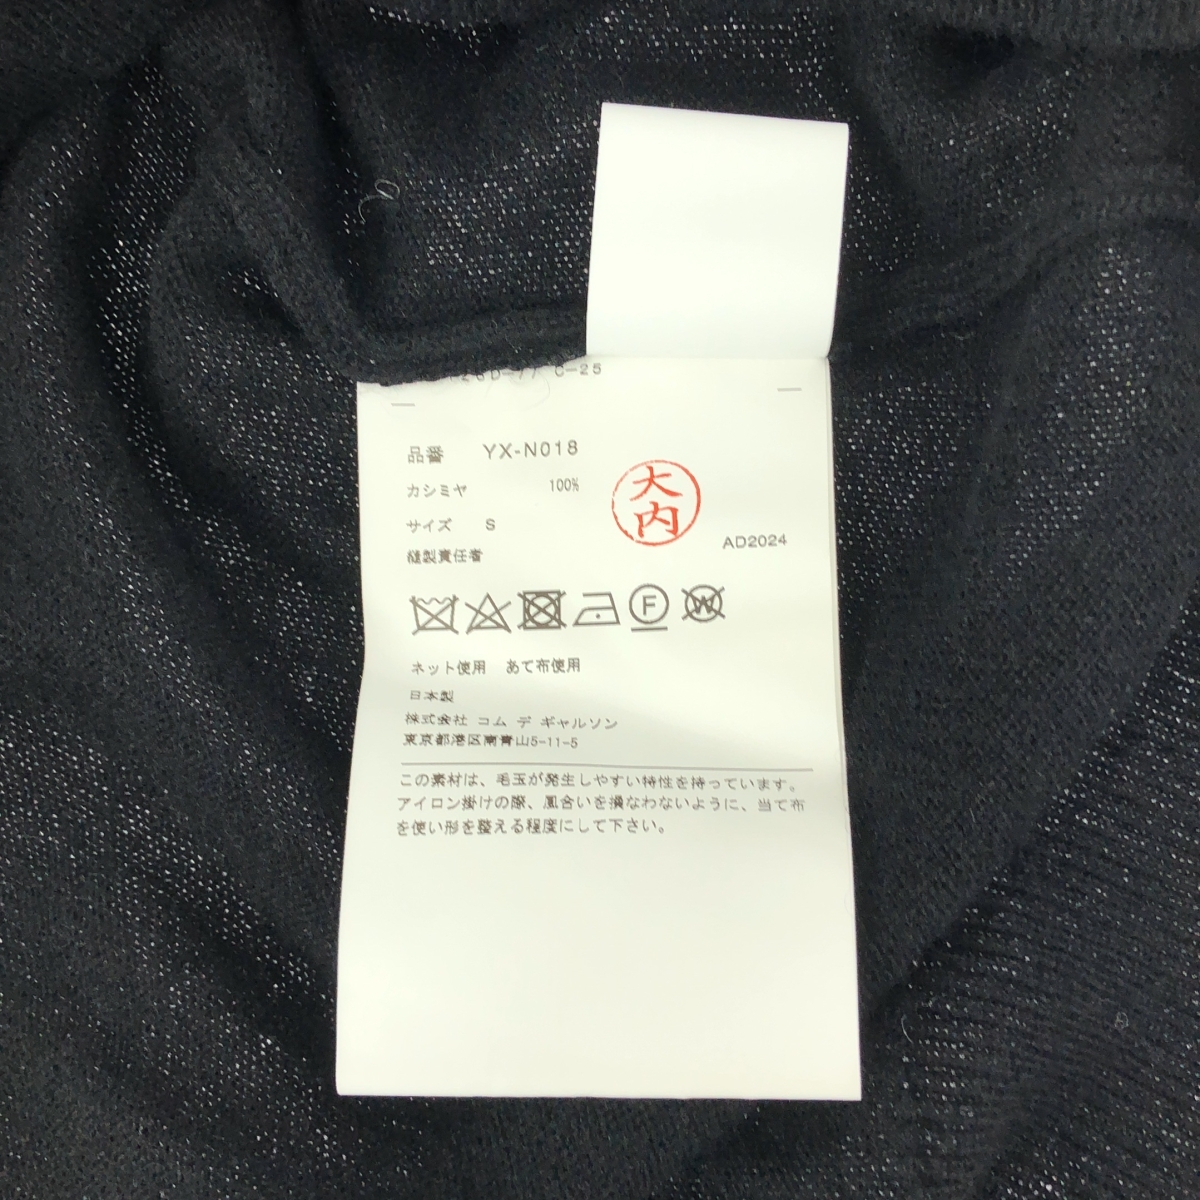 C-25
品番 YX-N018
カシミヤ 100%
サイズ S
縫製責任者
大内
AD2024
F W
ネット使用 あて布使用
日本製
株式会社 コム デ ギャルソン
東京都港区南青山5-11-5
この素材は、毛玉が発生しやすい特性を持っています。
アイロン掛けの際、風合いを損なわないように、当て布
を使い形を整える程度にして下さい。